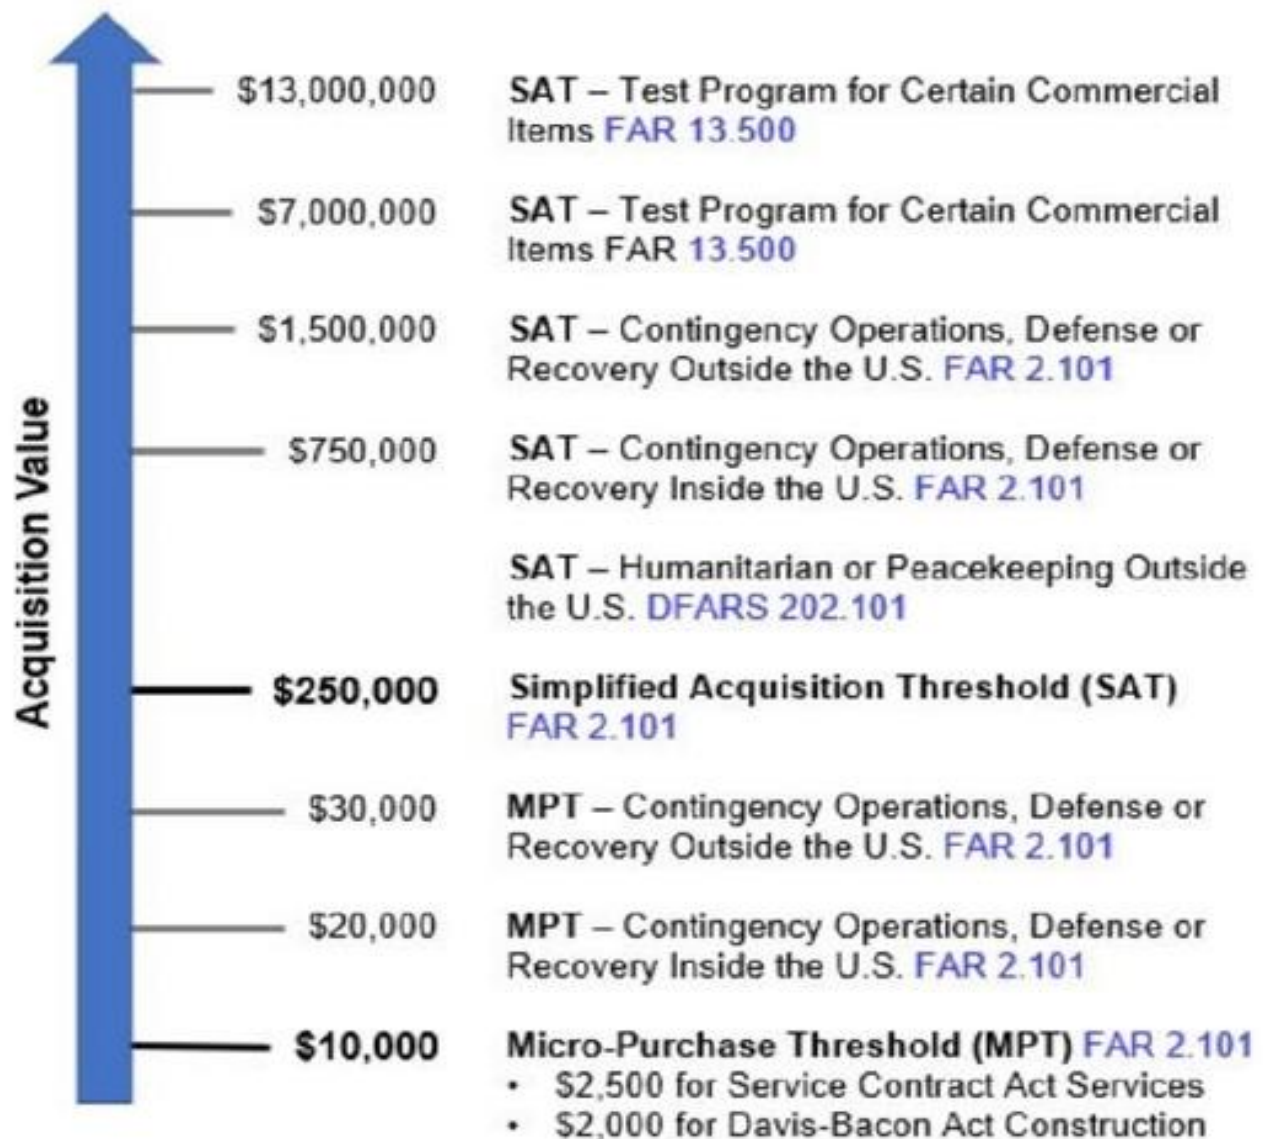 $13,000,000 SAT – Test Program for Certain Commercial
Items FAR 13.500
$7,000,000 SAT – Test Program for Certain Commercial
Items FAR 13.500
$1,500,000 SAT – Contingency Operations, Defense or
Recovery Outside the U.S. FAR 2.101
Acquisition Value
$750,000 SAT – Contingency Operations, Defense or
Recovery Inside the U.S. FAR 2.101
SAT – Humanitarian or Peacekeeping Outside
the U.S. DFARS 202.101
$250,000 Simplified Acquisition Threshold (SAT)
FAR 2.101
$30,000 MPT – Contingency Operations, Defense or
Recovery Outside the U.S. FAR 2.101
$20,000 MPT – Contingency Operations, Defense or
Recovery Inside the U.S. FAR 2.101
$10,000 Micro-Purchase Threshold (MPT) FAR 2.101
• $2,500 for Service Contract Act Services
• $2,000 for Davis-Bacon Act Construction